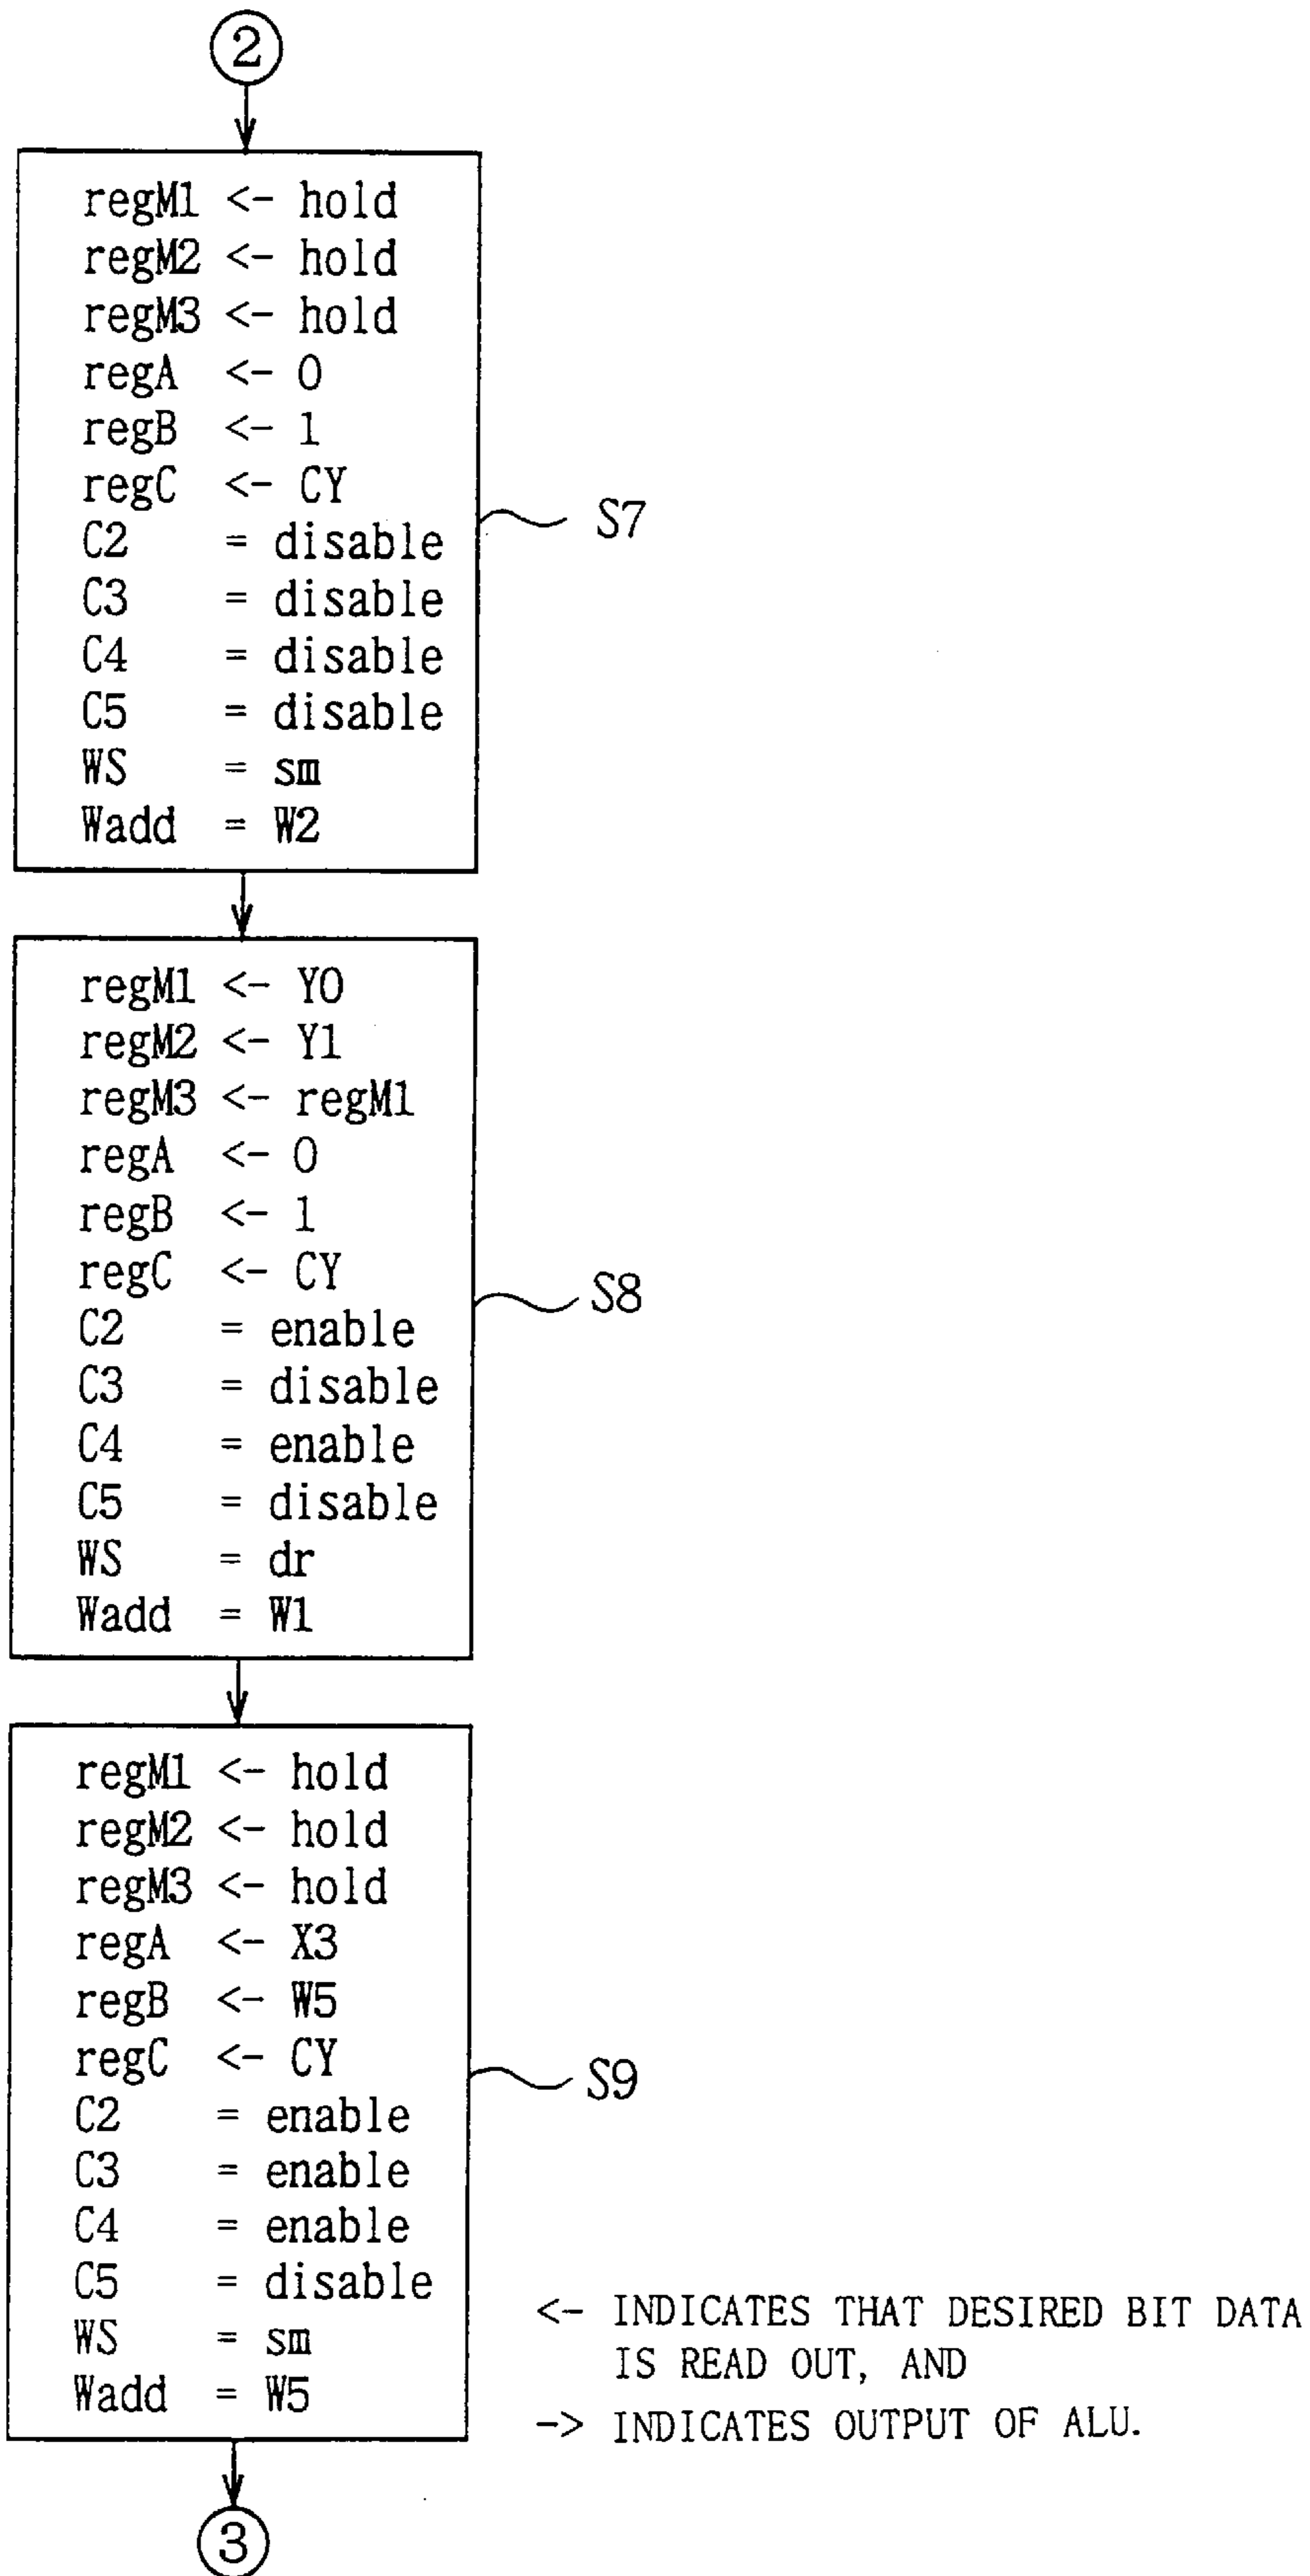 2
regM1 <- hold
regM2 <- hold
regM3 <- hold
regA <- 0
regB <- 1
regC <- CY
C2 = disable
C3 = disable
C4 = disable
C5 = disable
WS = sm
Wadd = W2
S7
regM1 <- Y0
regM2 <- Y1
regM3 <- regM1
regA <- 0
regB <- 1
regC <- CY
C2 = enable
C3 = disable
C4 = enable
C5 = disable
WS = dr
Wadd = W1
S8
regM1 <- hold
regM2 <- hold
regM3 <- hold
regA <- X3
regB <- W5
regC <- CY
C2 = enable
C3 = enable
C4 = enable
C5 = disable
WS = sm
Wadd = W5
S9
<- INDICATES THAT DESIRED BIT DATA
IS READ OUT, AND
-> INDICATES OUTPUT OF ALU.
3